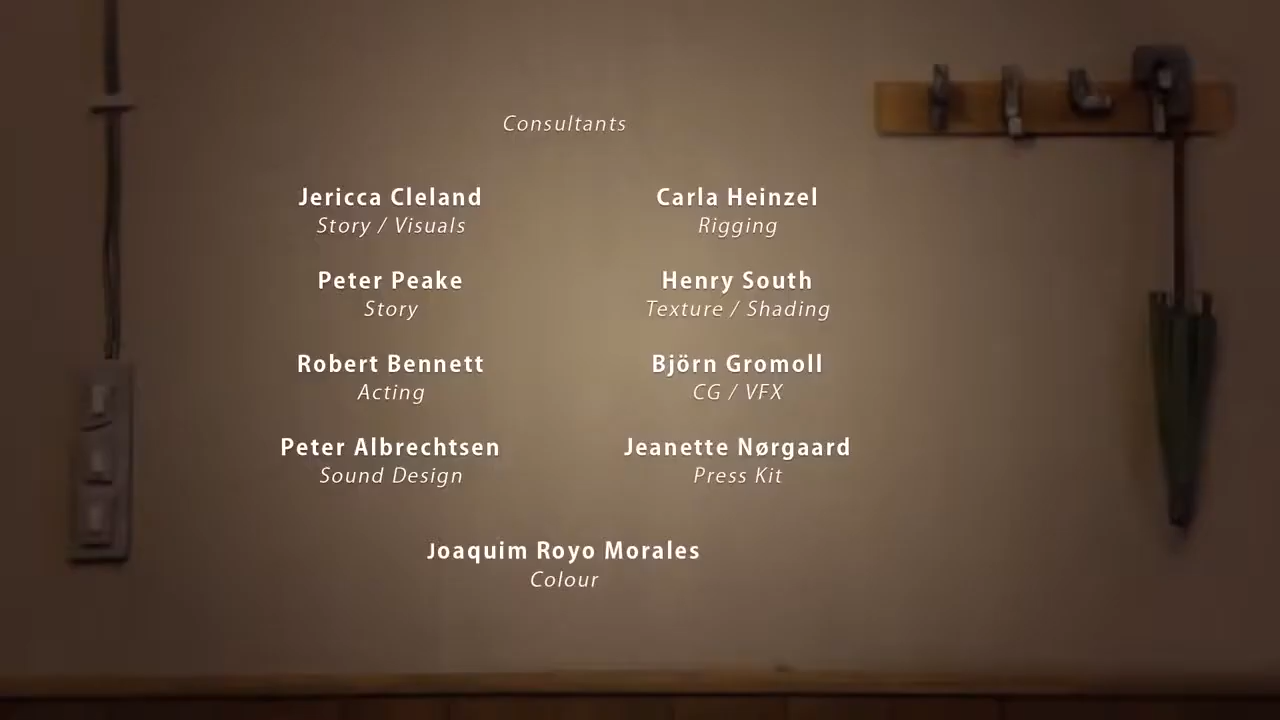 Consultants
Jericca Cleland
Story / Visuals
Carla Heinzel
Rigging
Peter Peake
Story
Henry South
Texture / Shading
Robert Bennett
Acting
Björn Gromoll
CG / VFX
Peter Albrechtsen
Sound Design
Jeanette Nørgaard
Press Kit
Joaquim Royo Morales
Colour